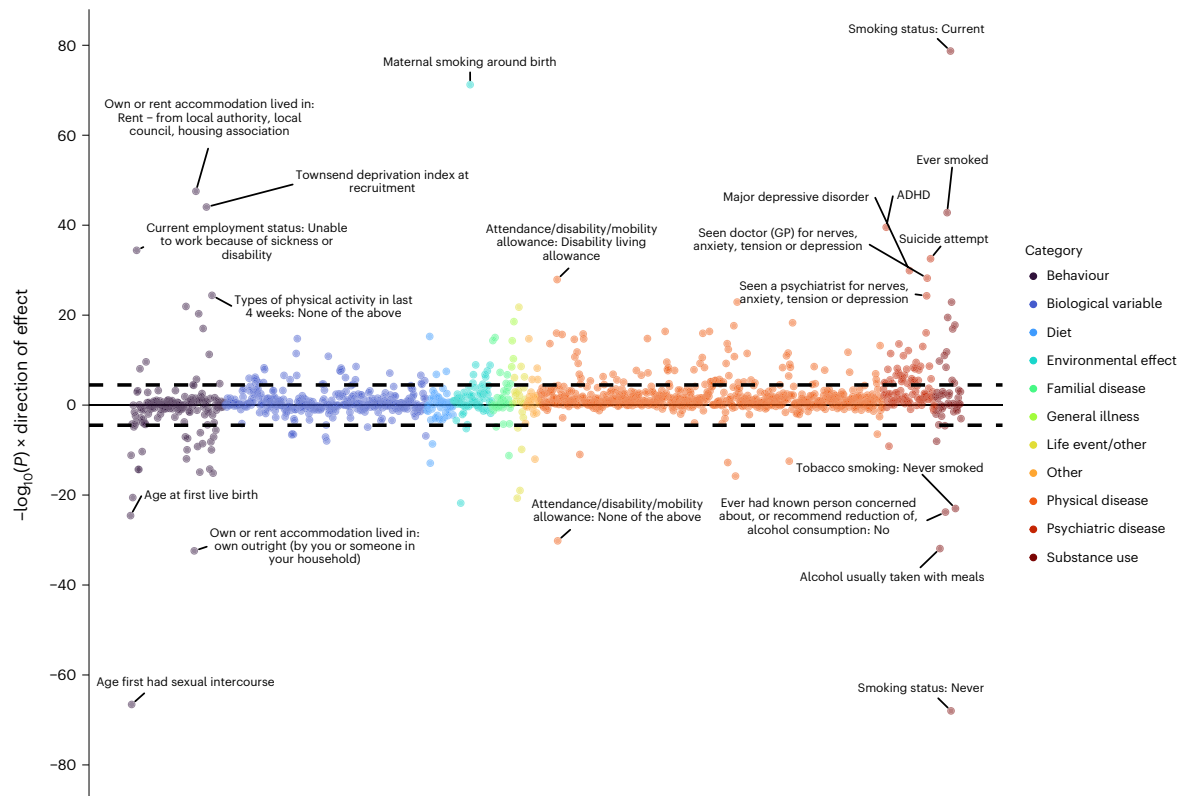 80
60
40
20
0
−20
−40
−60
−80
−log10(P) × direction of effect
Smoking status: Current
Maternal smoking around birth
Own or rent accommodation lived in:
Rent – from local authority, local
council, housing association
Townsend deprivation index at
recruitment
Current employment status: Unable
to work because of sickness or
disability
Types of physical activity in last
4 weeks: None of the above
Attendance/disability/mobility
allowance: Disability living
allowance
Ever smoked
Major depressive disorder
ADHD
Seen doctor (GP) for nerves,
anxiety, tension or depression
Suicide attempt
Seen a psychiatrist for nerves,
anxiety, tension or depression
Age at first live birth
Own or rent accommodation lived in:
own outright (by you or someone in
your household)
Attendance/disability/mobility
allowance: None of the above
Tobacco smoking: Never smoked
Ever had known person concerned
about, or recommend reduction of,
alcohol consumption: No
Alcohol usually taken with meals
Age first had sexual intercourse
Smoking status: Never
Category
Behaviour
Biological variable
Diet
Environmental effect
Familial disease
General illness
Life event/other
Other
Physical disease
Psychiatric disease
Substance use